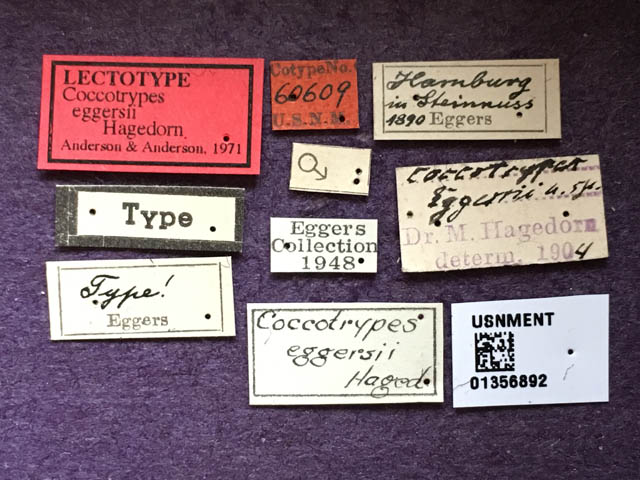 LECTOTYPE
Coccotrypes
eggersii
Hagedorn
Anderson & Anderson, 1971
CotypeNo.
60609
U.S.N.M.
Hamburg
in Steinnuss
1890 Eggers
♂
Type
Eggers
Collection
1948
Coccotrypes
Eggersii n. sp.
Dr. M. Hagedorn
determ. 1904
Type!
Eggers
Coccotrypes
eggersii
Haged.
USNMENT
01356892